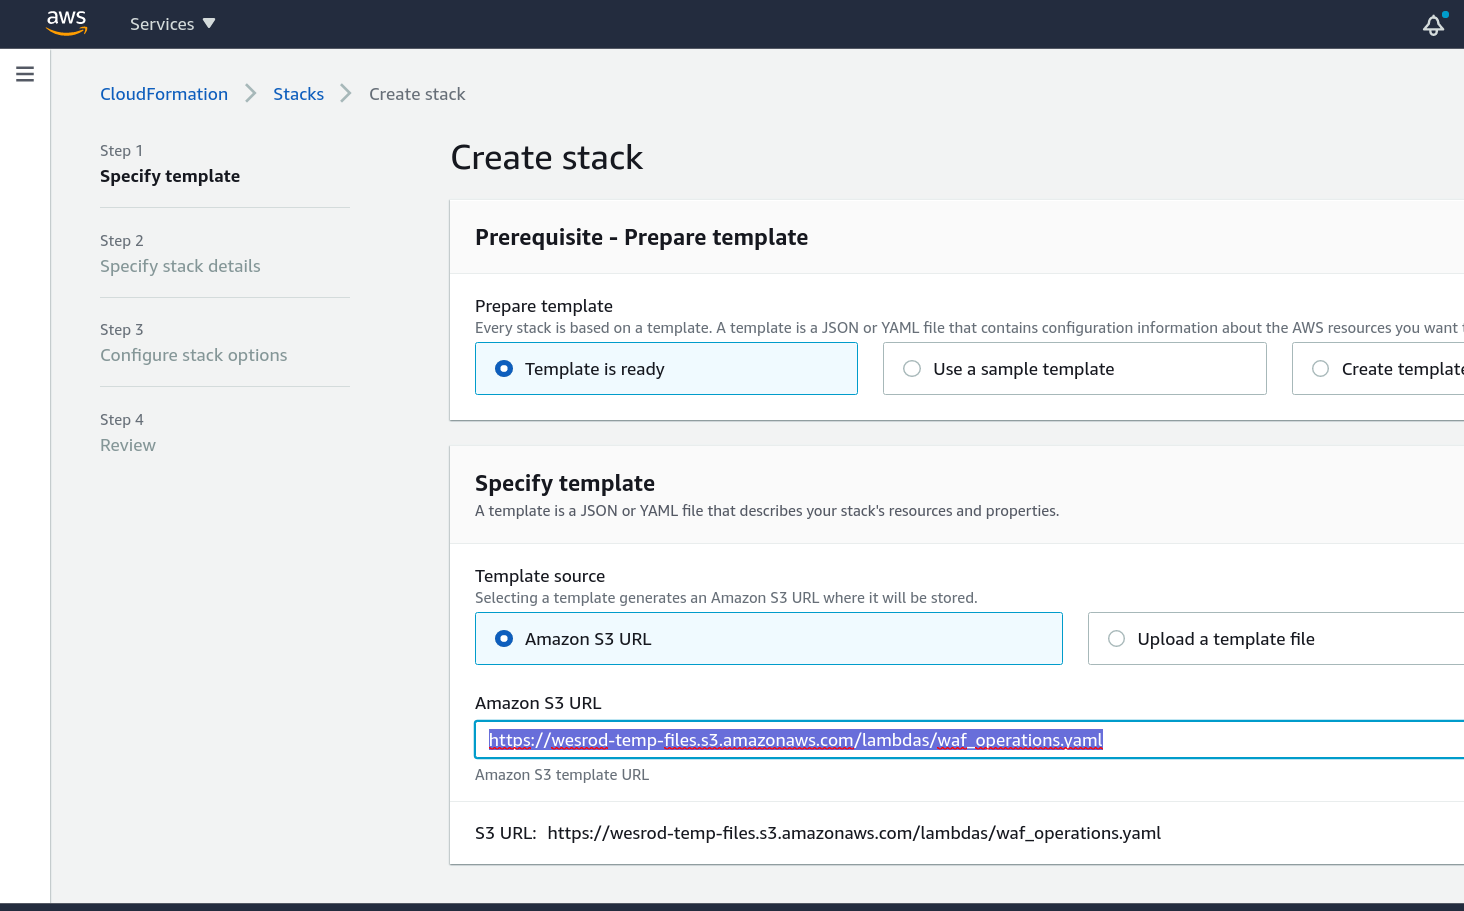 aws
Services
CloudFormation Stacks Create stack
Step 1
Specify template
Step 2
Specify stack details
Step 3
Configure stack options
Step 4
Review
Create stack
Prerequisite - Prepare template
Prepare template
Every stack is based on a template. A template is a JSON or YAML file that contains configuration information about the AWS resources you want
Template is ready
Use a sample template
Create template
Specify template
A template is a JSON or YAML file that describes your stack's resources and properties.
Template source
Selecting a template generates an Amazon S3 URL where it will be stored.
Amazon S3 URL
Upload a template file
Amazon S3 URL
https://wesrod-temp-files.s3.amazonaws.com/lambdas/waf_operations.yaml
Amazon S3 template URL
S3 URL: https://wesrod-temp-files.s3.amazonaws.com/lambdas/waf_operations.yaml